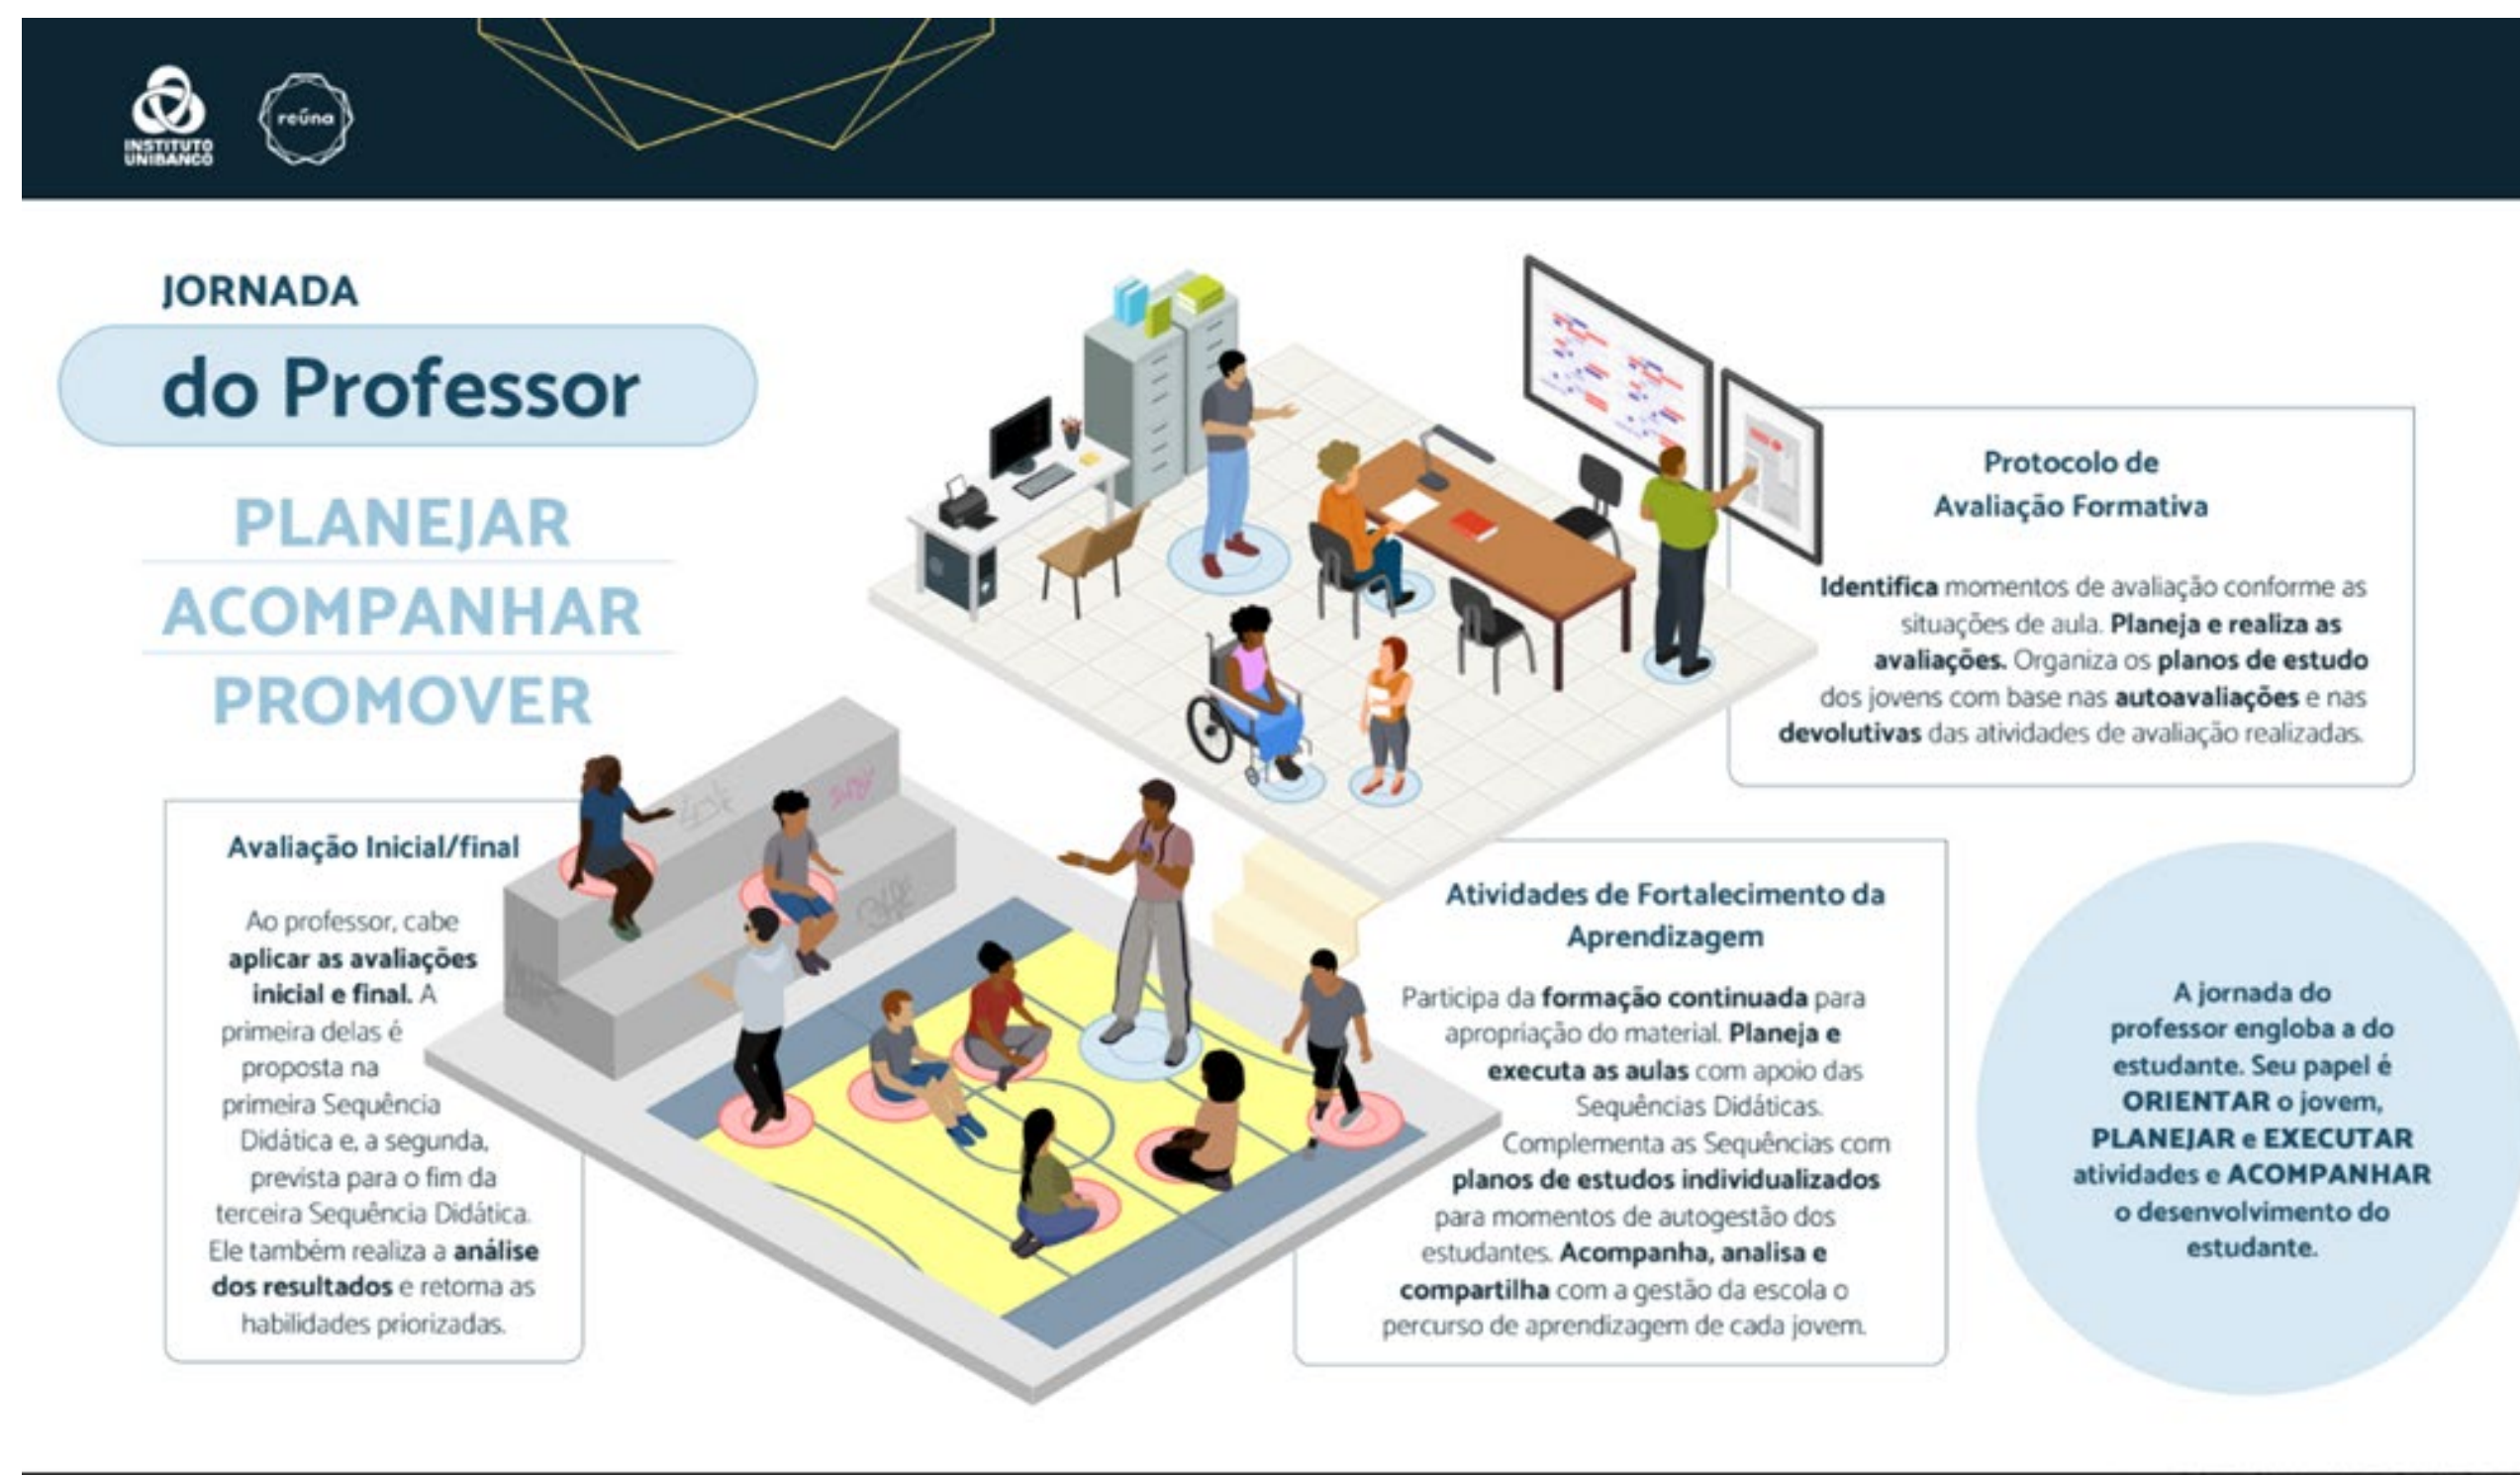 INSTITUTO
UNIBANCO
reúna
JORNADA
do Professor
PLANEJAR
ACOMPANHAR
PROMOVER
Protocolo de
Avaliação Formativa
Identifica momentos de avaliação conforme as
situações de aula. Planeja e realiza as
avaliações. Organiza os planos de estudo
dos jovens com base nas autoavaliações e nas
devolutivas das atividades de avaliação realizadas.
Avaliação Inicial/final
Ao professor, cabe
aplicar as avaliações
inicial e final. A
primeira delas é
proposta na
primeira Sequência
Didática e, a segunda,
prevista para o fim da
terceira Sequência Didática.
Ele também realiza a análise
dos resultados e retoma as
habilidades priorizadas.
Atividades de Fortalecimento da
Aprendizagem
Participa da formação continuada para
apropriação do material. Planeja e
executa as aulas com apoio das
Sequências Didáticas.
Complementa as Sequências com
planos de estudos individualizados
para momentos de autogestão dos
estudantes. Acompanha, analisa e
compartilha com a gestão da escola o
percurso de aprendizagem de cada jovem.
A jornada do
professor engloba a do
estudante. Seu papel é
ORIENTAR o jovem,
PLANEJAR e EXECUTAR
atividades e ACOMPANHAR
o desenvolvimento do
estudante.